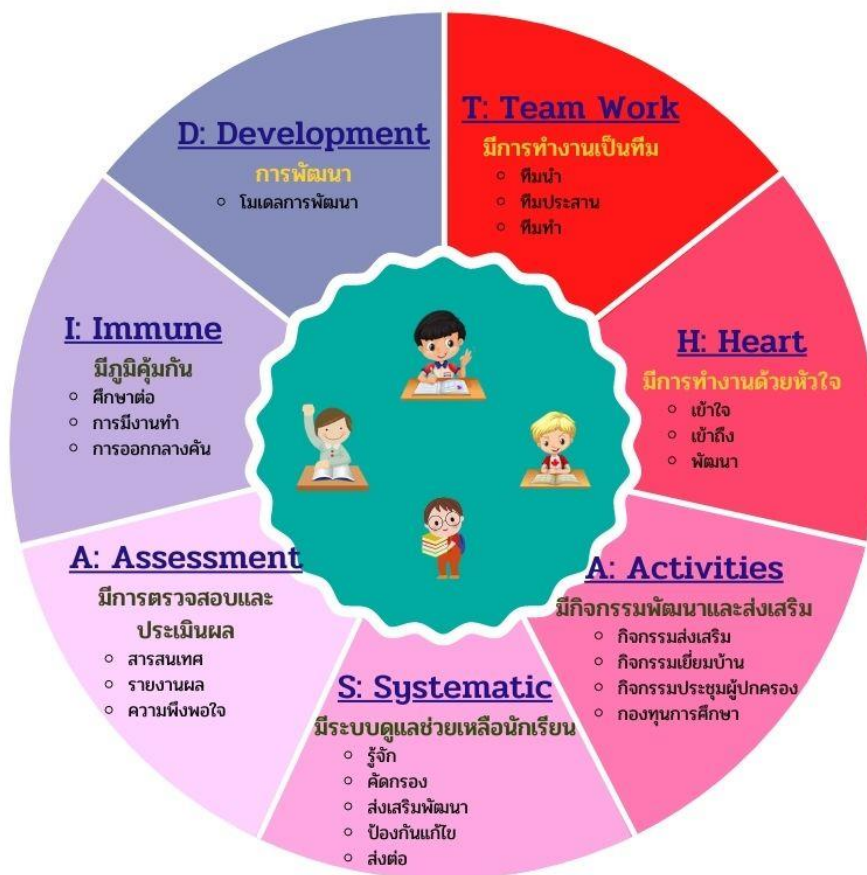 T: Team Work
มีการทำงานเป็นทีม
ทีมนำ
ทีมประสาน
ทีมทำ
H: Heart
มีการทำงานด้วยหัวใจ
เข้าใจ
เข้าถึง
พัฒนา
A: Activities
มีกิจกรรมพัฒนาและส่งเสริม
กิจกรรมส่งเสริม
กิจกรรมเยี่ยมบ้าน
กิจกรรมประชุมผู้ปกครอง
กองทุนการศึกษา
S: Systematic
มีระบบดูแลช่วยเหลือนักเรียน
รู้จัก
คัดกรอง
ส่งเสริมพัฒนา
ป้องกันแก้ไข
ส่งต่อ
A: Assessment
มีการตรวจสอบและ
ประเมินผล
สารสนเทศ
รายงานผล
ความพึงพอใจ
I: Immune
มีภูมิคุ้มกัน
ศึกษาต่อ
การมีงานทำ
การออกกลางคัน
D: Development
การพัฒนา
โมเดลการพัฒนา